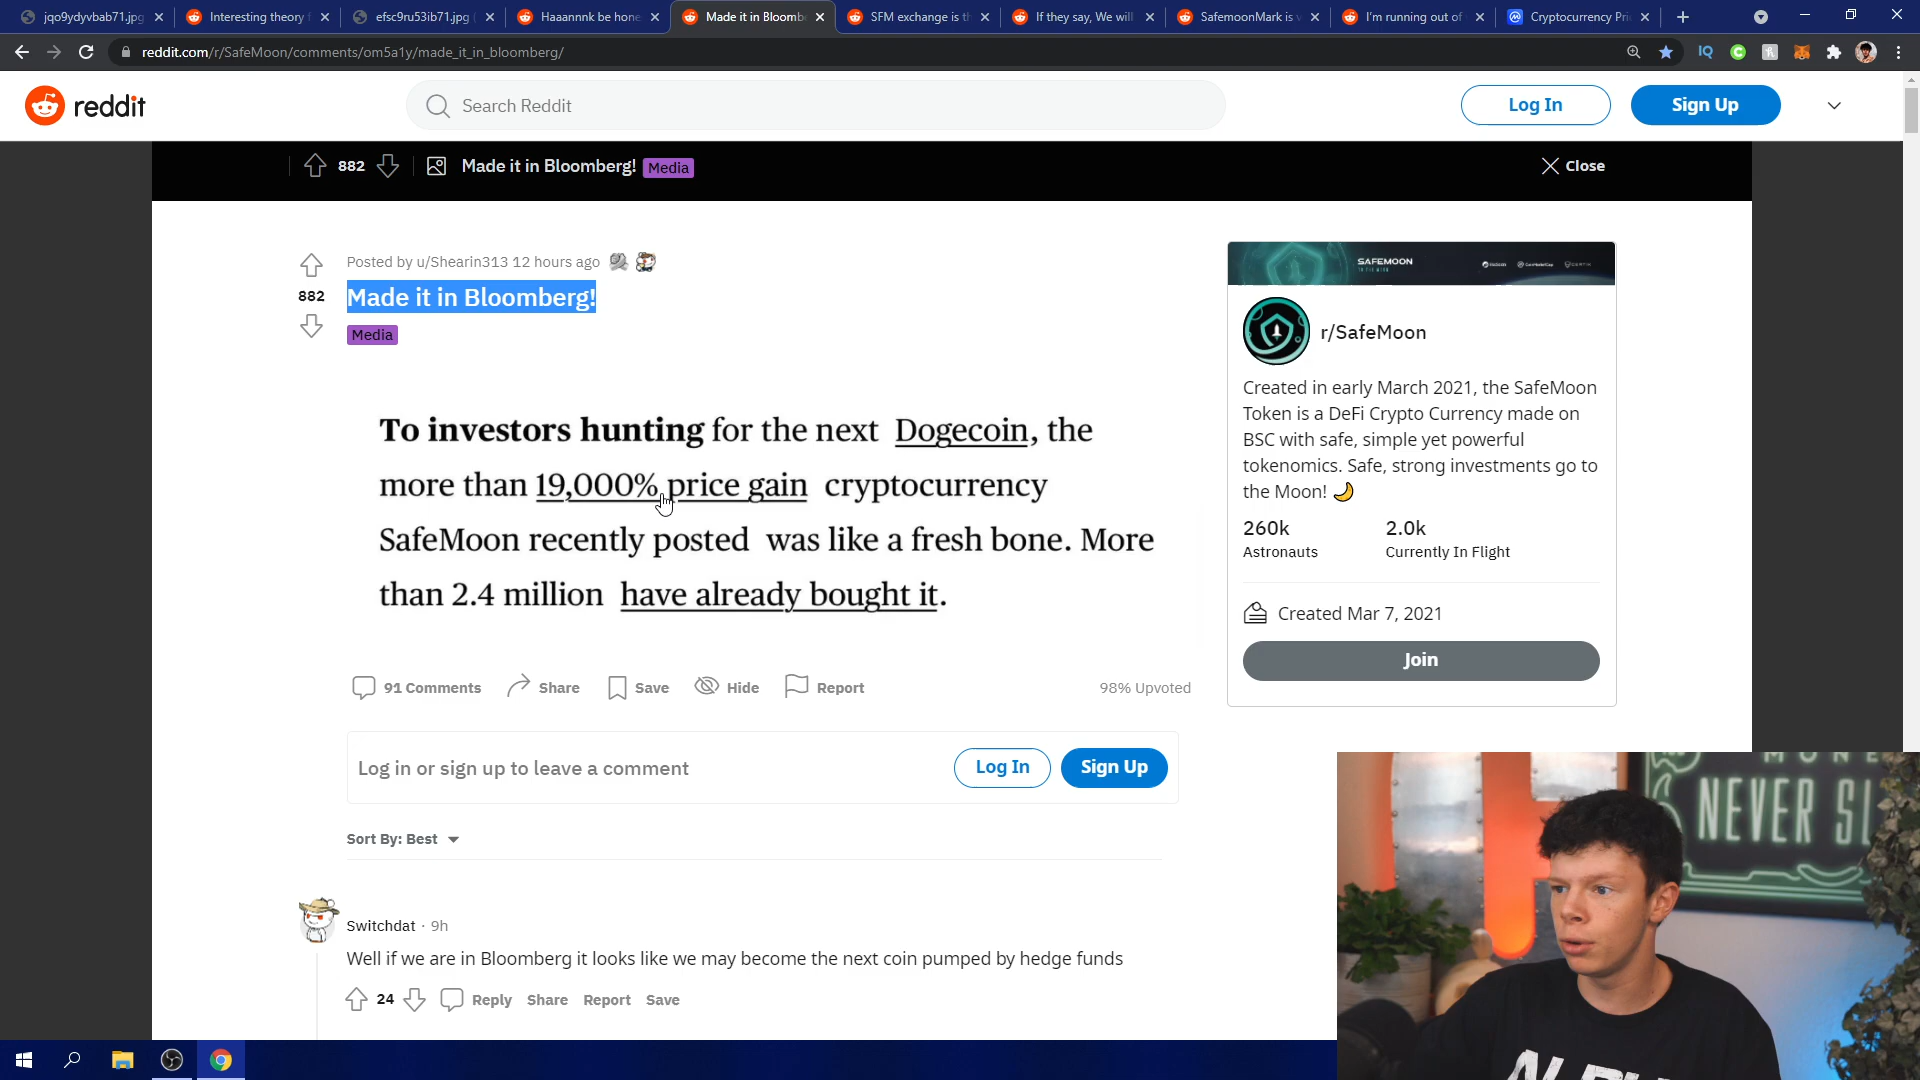 jqo9ydyvbab71.jpg
Interesting theory f
efsc9ru53ib71.jpg (
Haaannnk be hone
Made it in Bloomb
SFM exchange is th
If they say, We will
SafemoonMark is v
I'm running out of
Cryptocurrency Pri
reddit.com/r/SafeMoon/comments/om5a1y/made_it_in_bloomberg/
IQ
reddit
Search Reddit
Log In
Sign Up
882
Made it in Bloomberg!
Media
Close
Posted by u/Shearin313 12 hours ago
882
Made it in Bloomberg!
Media
To investors hunting for the next Dogecoin, the
more than 19,000% price gain cryptocurrency
SafeMoon recently posted was like a fresh bone. More
than 2.4 million have already bought it.
91 Comments
Share
Save
Hide
Report
98% Upvoted
Log in or sign up to leave a comment
Log In
Sign Up
Sort By: Best
Switchdat · 9h
Well if we are in Bloomberg it looks like we may become the next coin pumped by hedge funds
24
Reply
Share
Report
Save
SAFEMOON
r/SafeMoon
Created in early March 2021, the SafeMoon
Token is a DeFi Crypto Currency made on
BSC with safe, simple yet powerful
tokenomics. Safe, strong investments go to
the Moon! 🌙
260k
Astronauts
2.0k
Currently In Flight
Created Mar 7, 2021
Join
NEVER SL